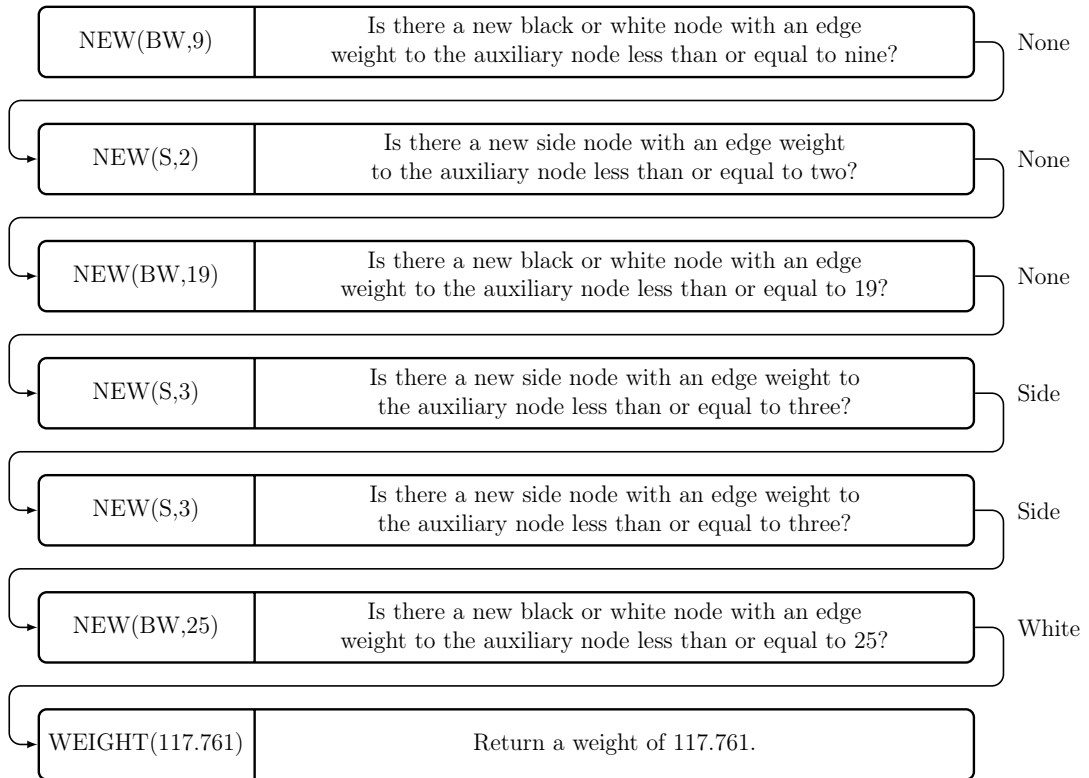 NEW(BW,9)
Is there a new black or white node with an edge
weight to the auxiliary node less than or equal to nine?
None
NEW(S,2)
Is there a new side node with an edge weight
to the auxiliary node less than or equal to two?
None
NEW(BW,19)
Is there a new black or white node with an edge
weight to the auxiliary node less than or equal to 19?
None
NEW(S,3)
Is there a new side node with an edge weight to
the auxiliary node less than or equal to three?
Side
NEW(S,3)
Is there a new side node with an edge weight to
the auxiliary node less than or equal to three?
Side
NEW(BW,25)
Is there a new black or white node with an edge
weight to the auxiliary node less than or equal to 25?
White
WEIGHT(117.761)
Return a weight of 117.761.